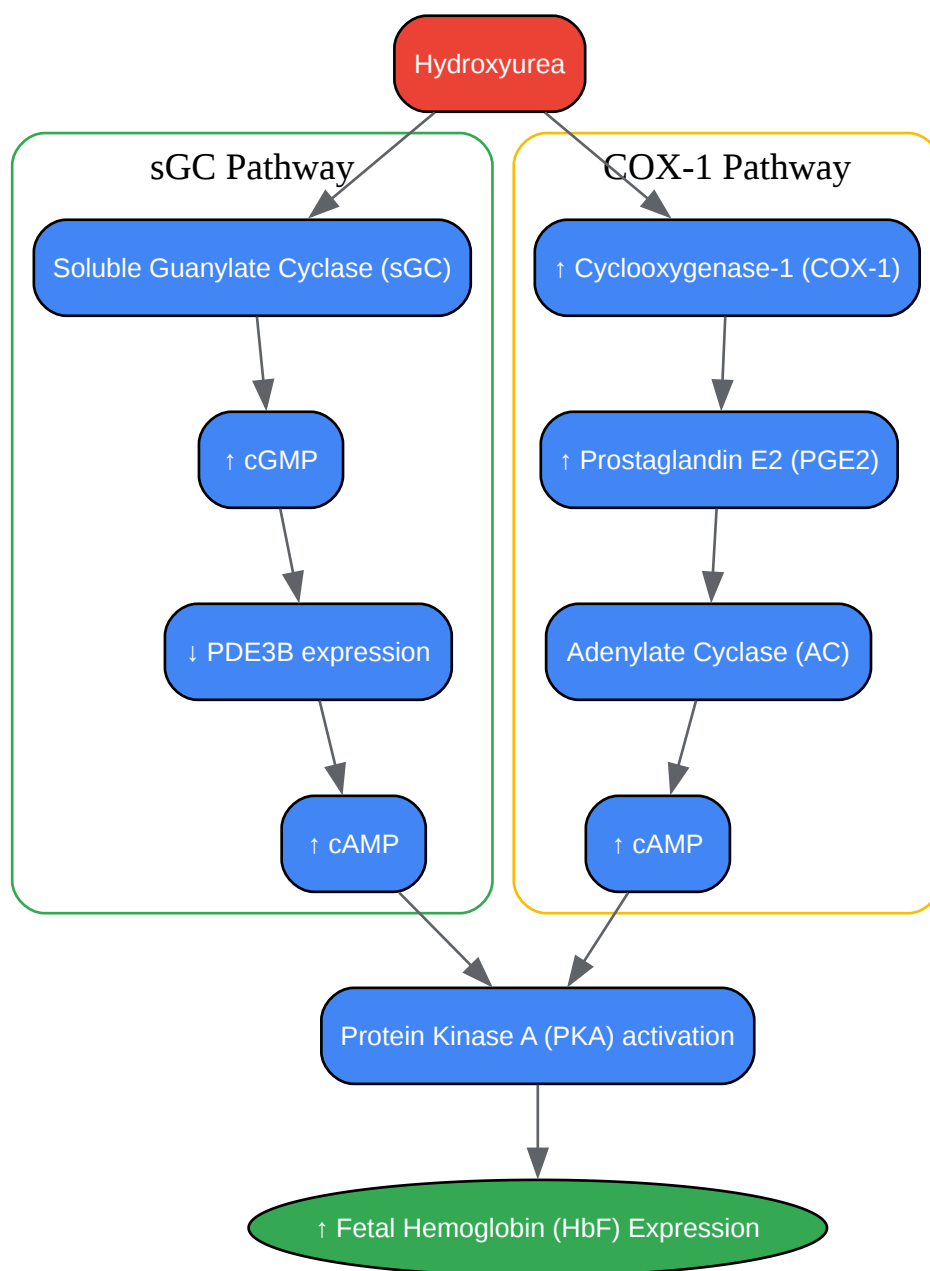 Hydroxyurea
sGC Pathway
COX-1 Pathway
Soluble Guanylate Cyclase (sGC)
↑ Cyclooxygenase-1 (COX-1)
↑ cGMP
↑ Prostaglandin E2 (PGE2)
↓ PDE3B expression
Adenylate Cyclase (AC)
↑ cAMP
↑ cAMP
Protein Kinase A (PKA) activation
↑ Fetal Hemoglobin (HbF) Expression